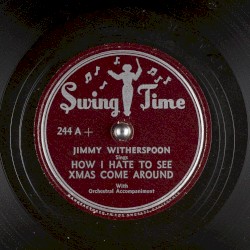 Swing Time
244 A +
JIMMY WITHERSPOON
Sings
HOW I HATE TO SEE
XMAS COME AROUND
With
Orchestral Accompaniment